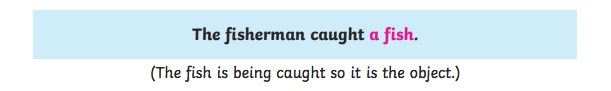 The fisherman caught a fish.
(The fish is being caught so it is the object.)